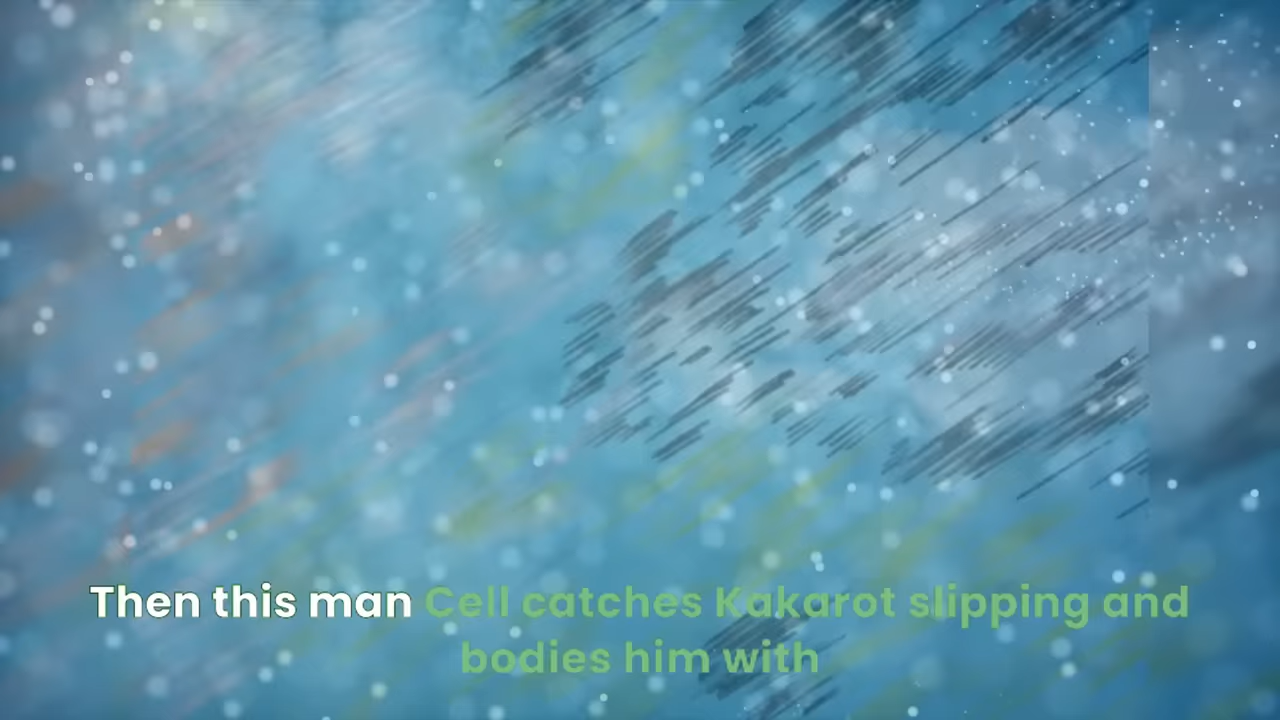 Then this man Cell catches Kakarot slipping and
bodies him with